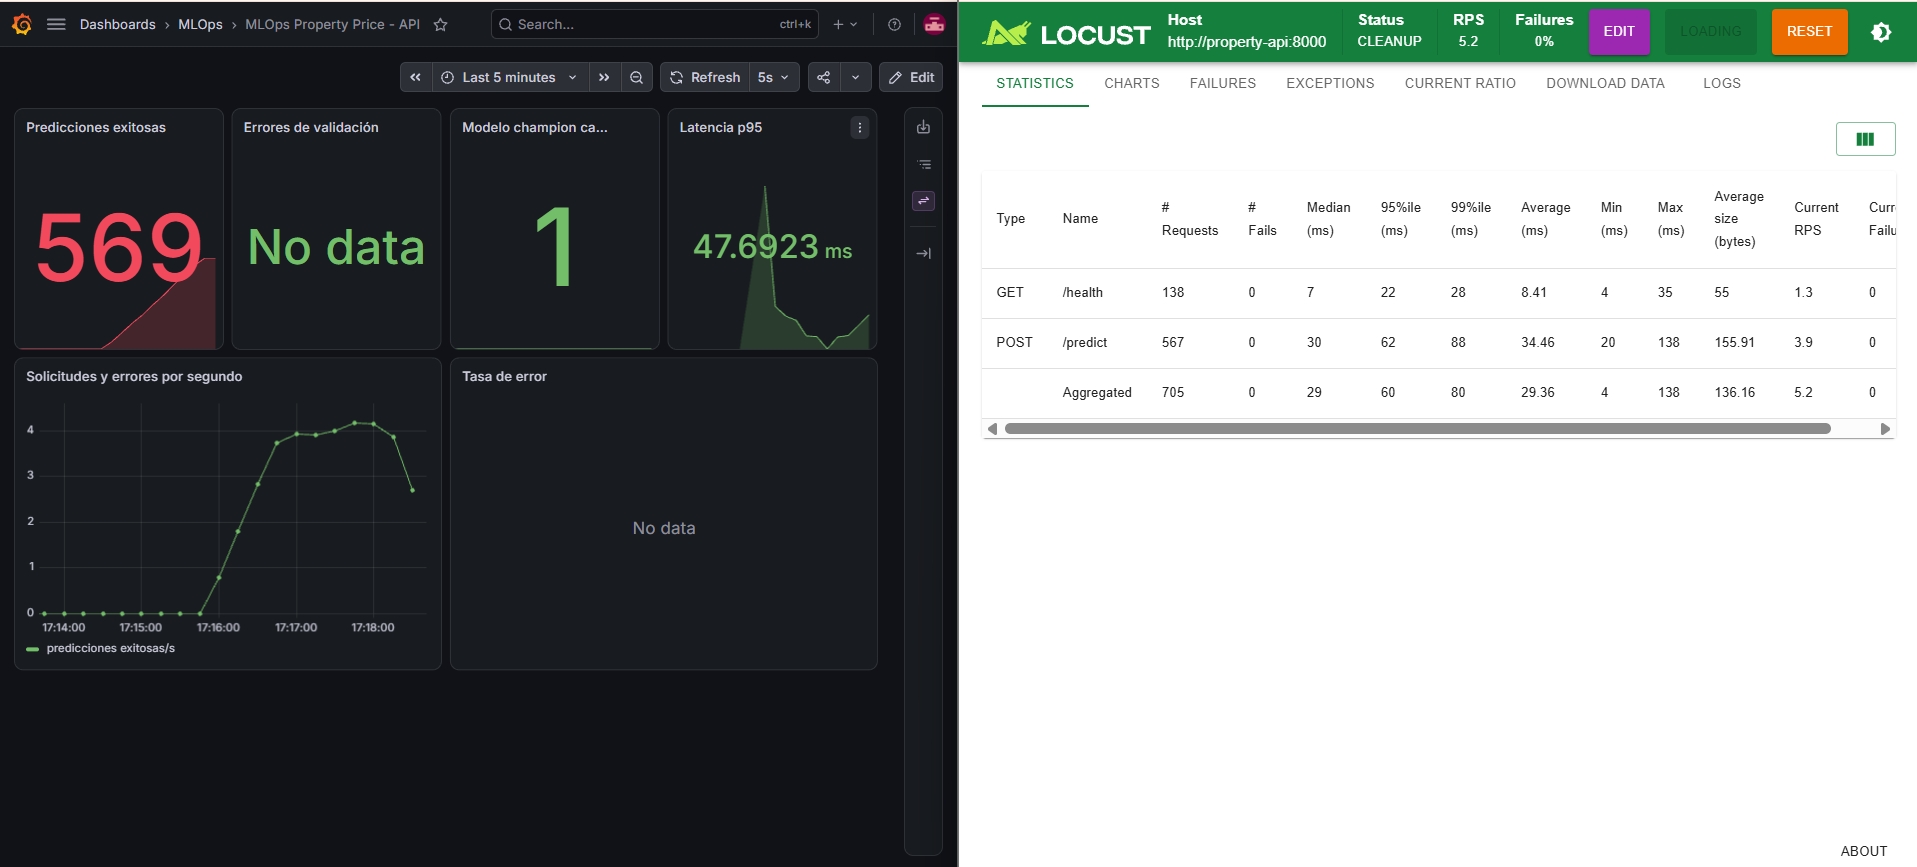 Dashboards › MLOps › MLOps Property Price - API
Search... ctrl+k
Last 5 minutes
Refresh 5s
Edit
Predicciones exitosas
569
Errores de validación
No data
Modelo champion ca...
1
Latencia p95
47.6923 ms
Solicitudes y errores por segundo
4
3
2
1
0
17:14:00 17:15:00 17:16:00 17:17:00 17:18:00
predicciones exitosas/s
Tasa de error
No data
LOCUST
Host
http://property-api:8000
Status
CLEANUP
RPS
5.2
Failures
0%
EDIT
LOADING
RESET
STATISTICS CHARTS FAILURES EXCEPTIONS CURRENT RATIO DOWNLOAD DATA LOGS
Type Name # Requests # Fails Median (ms) 95%ile (ms) 99%ile (ms) Average (ms) Min (ms) Max (ms) Average size (bytes) Current RPS Curr Failu
GET /health 138 0 7 22 28 8.41 4 35 55 1.3 0
POST /predict 567 0 30 62 88 34.46 20 138 155.91 3.9 0
Aggregated 705 0 29 60 80 29.36 4 138 136.16 5.2 0
ABOUT